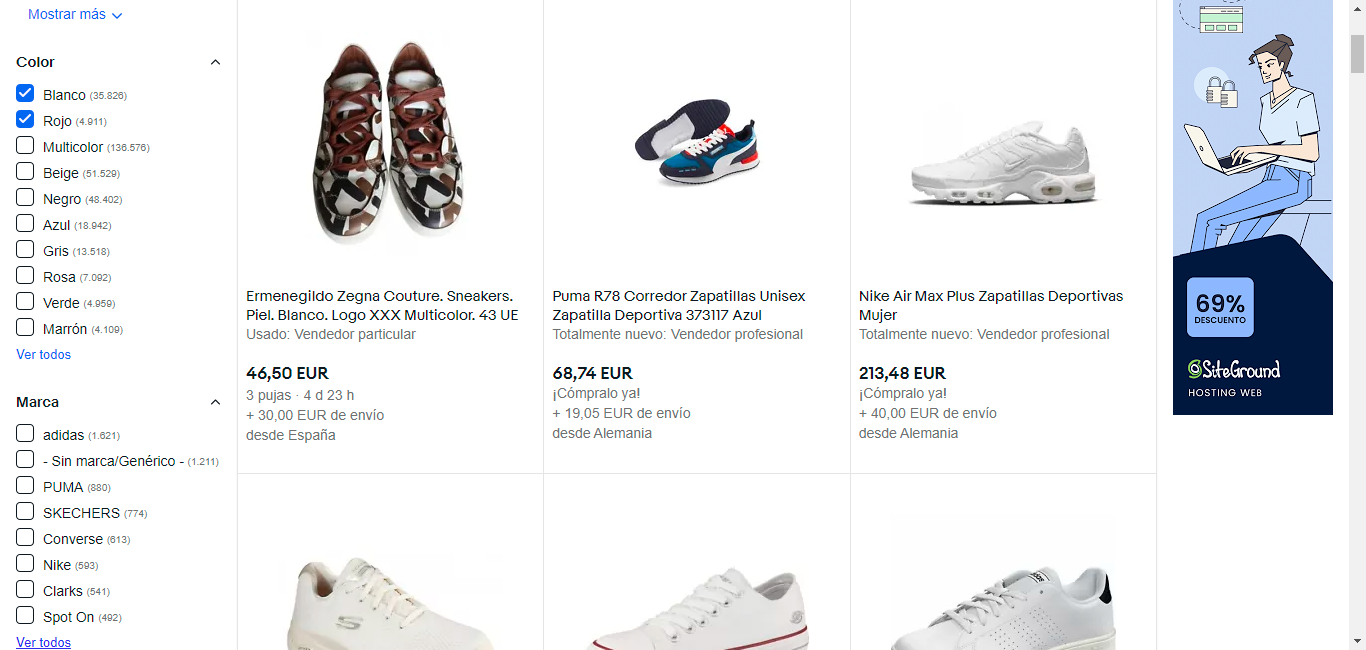 Mostrar más
Color
Blanco (35.826)
Rojo (4.911)
Multicolor (136.576)
Beige (51.529)
Negro (48.402)
Azul (18.942)
Gris (13.518)
Rosa (7.092)
Verde (4.959)
Marrón (4.109)
Ver todos
Marca
adidas (1.621)
- Sin marca/Genérico - (1.211)
PUMA (880)
SKECHERS (774)
Converse (613)
Nike (593)
Clarks (541)
Spot On (492)
Ver todos
Ermenegildo Zegna Couture. Sneakers.
Piel. Blanco. Logo XXX Multicolor. 43 UE
Usado: Vendedor particular
46,50 EUR
3 pujas · 4 d 23 h
+ 30,00 EUR de envío
desde España
Puma R78 Corredor Zapatillas Unisex
Zapatilla Deportiva 373117 Azul
Totalmente nuevo: Vendedor profesional
68,74 EUR
¡Cómpralo ya!
+ 19,05 EUR de envío
desde Alemania
Nike Air Max Plus Zapatillas Deportivas
Mujer
Totalmente nuevo: Vendedor profesional
213,48 EUR
¡Cómpralo ya!
+ 40,00 EUR de envío
desde Alemania
69%
DESCUENTO
SiteGround
HOSTING WEB